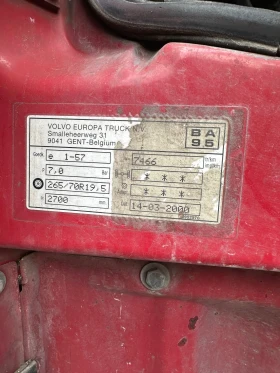 VOLVO EUROPA TRUCK N.V.
Smalleheerweg 31
9041 GENT-Belgium
BA
95
e 1-57
7466
7,0
* * *
265/70R19,5
* * *
2700
14-03-2000